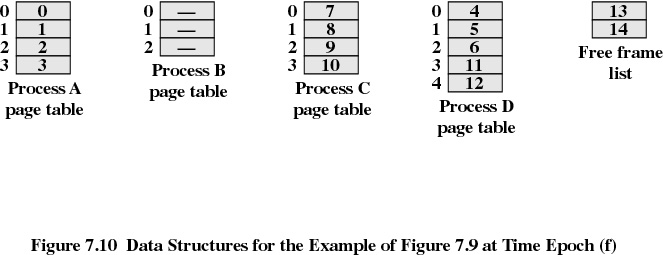 0 0
1 1
2 2
3 3
Process A
page table
0 —
1 —
2 —
Process B
page table
0 7
1 8
2 9
3 10
Process C
page table
0 4
1 5
2 6
3 11
4 12
Process D
page table
13
14
Free frame
list
Figure 7.10 Data Structures for the Example of Figure 7.9 at Time Epoch (f)